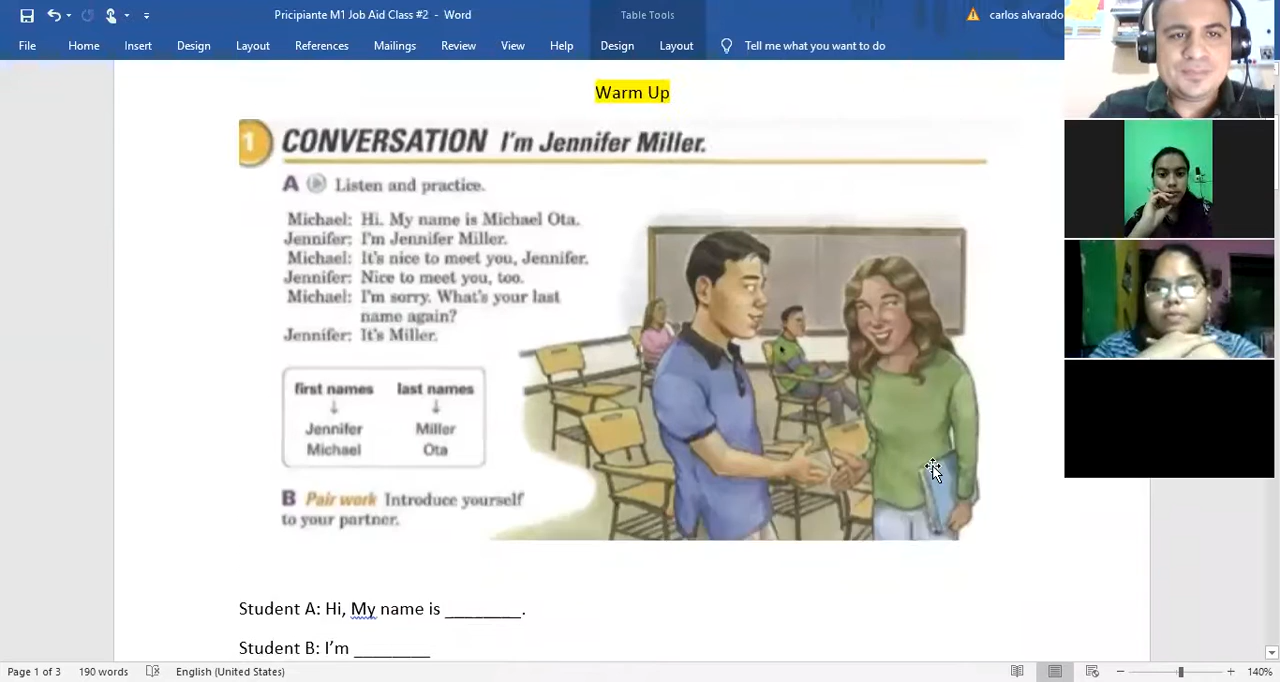 Pricipiante M1 Job Aid Class #2 - Word
Table Tools
carlos alvarado
File Home Insert Design Layout References Mailings Review View Help Design Layout Tell me what you want to do
Warm Up
1 CONVERSATION I'm Jennifer Miller.
A Listen and practice.
Michael: Hi. My name is Michael Ota.
Jennifer: I'm Jennifer Miller.
Michael: It's nice to meet you, Jennifer.
Jennifer: Nice to meet you, too.
Michael: I'm sorry. What's your last
name again?
Jennifer: It's Miller.
first names last names
↓ ↓
Jennifer Miller
Michael Ota
B Pair work Introduce yourself
to your partner.
Student A: Hi, My name is ________.
Student B: I'm ________
Page 1 of 3 190 words English (United States) 140%